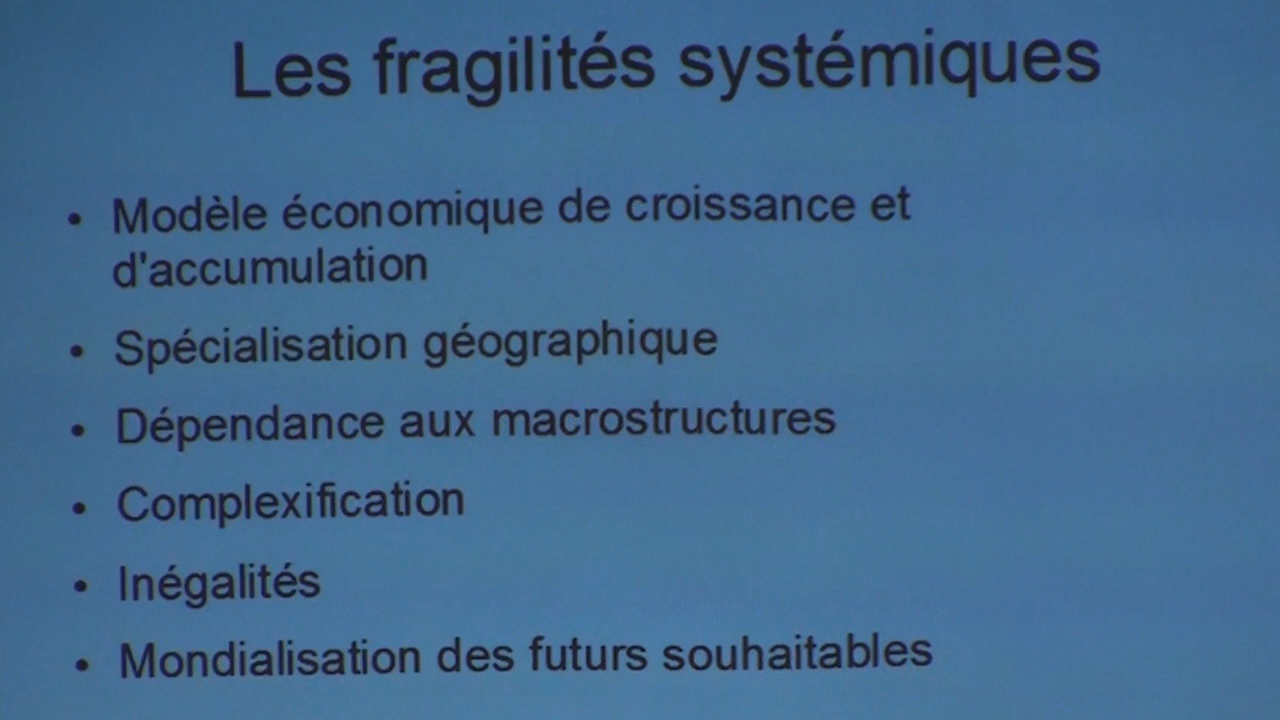 Les fragilités systémiques
• Modèle économique de croissance et
d'accumulation
• Spécialisation géographique
• Dépendance aux macrostructures
• Complexification
• Inégalités
• Mondialisation des futurs souhaitables